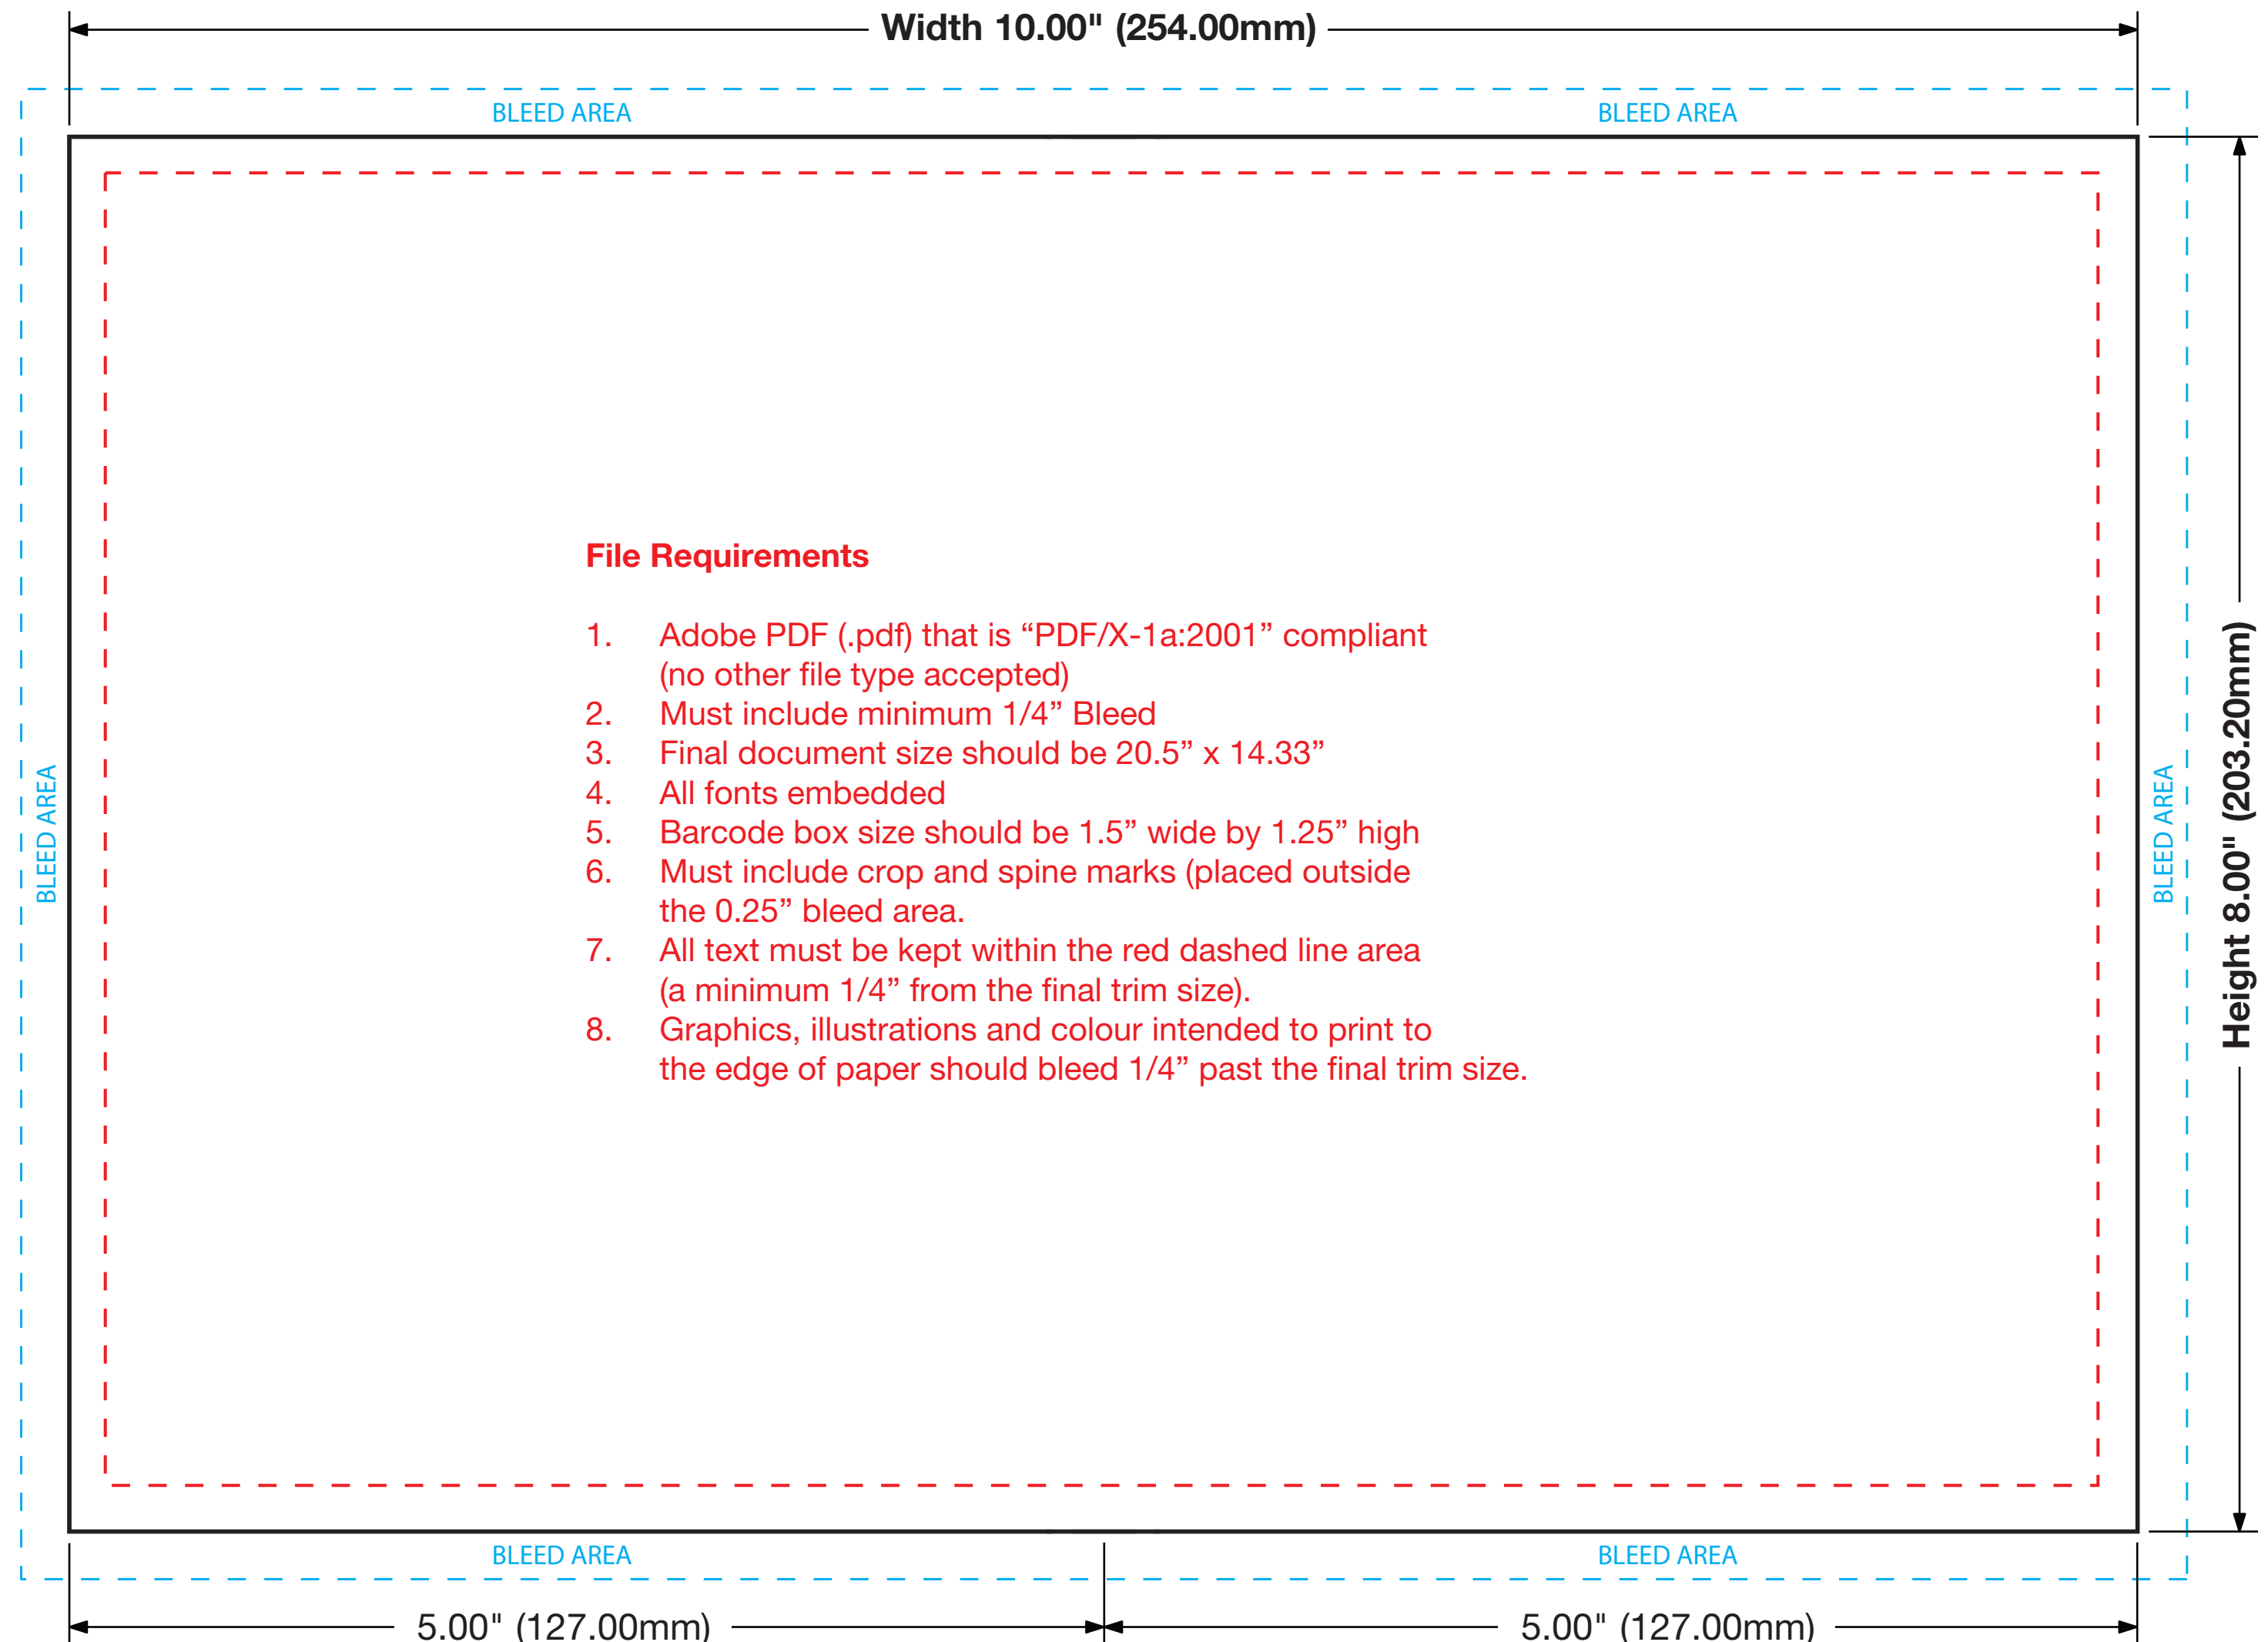 Width 10.00" (254.00mm)
BLEED AREA
BLEED AREA
File Requirements
1. Adobe PDF (.pdf) that is “PDF/X-1a:2001” compliant
(no other file type accepted)
2. Must include minimum 1/4” Bleed
3. Final document size should be 20.5” x 14.33”
4. All fonts embedded
5. Barcode box size should be 1.5” wide by 1.25” high
6. Must include crop and spine marks (placed outside
the 0.25” bleed area.
7. All text must be kept within the red dashed line area
(a minimum 1/4” from the final trim size).
8. Graphics, illustrations and colour intended to print to
the edge of paper should bleed 1/4” past the final trim size.
BLEED AREA
BLEED AREA
Height 8.00" (203.20mm)
BLEED AREA
BLEED AREA
5.00" (127.00mm)
5.00" (127.00mm)